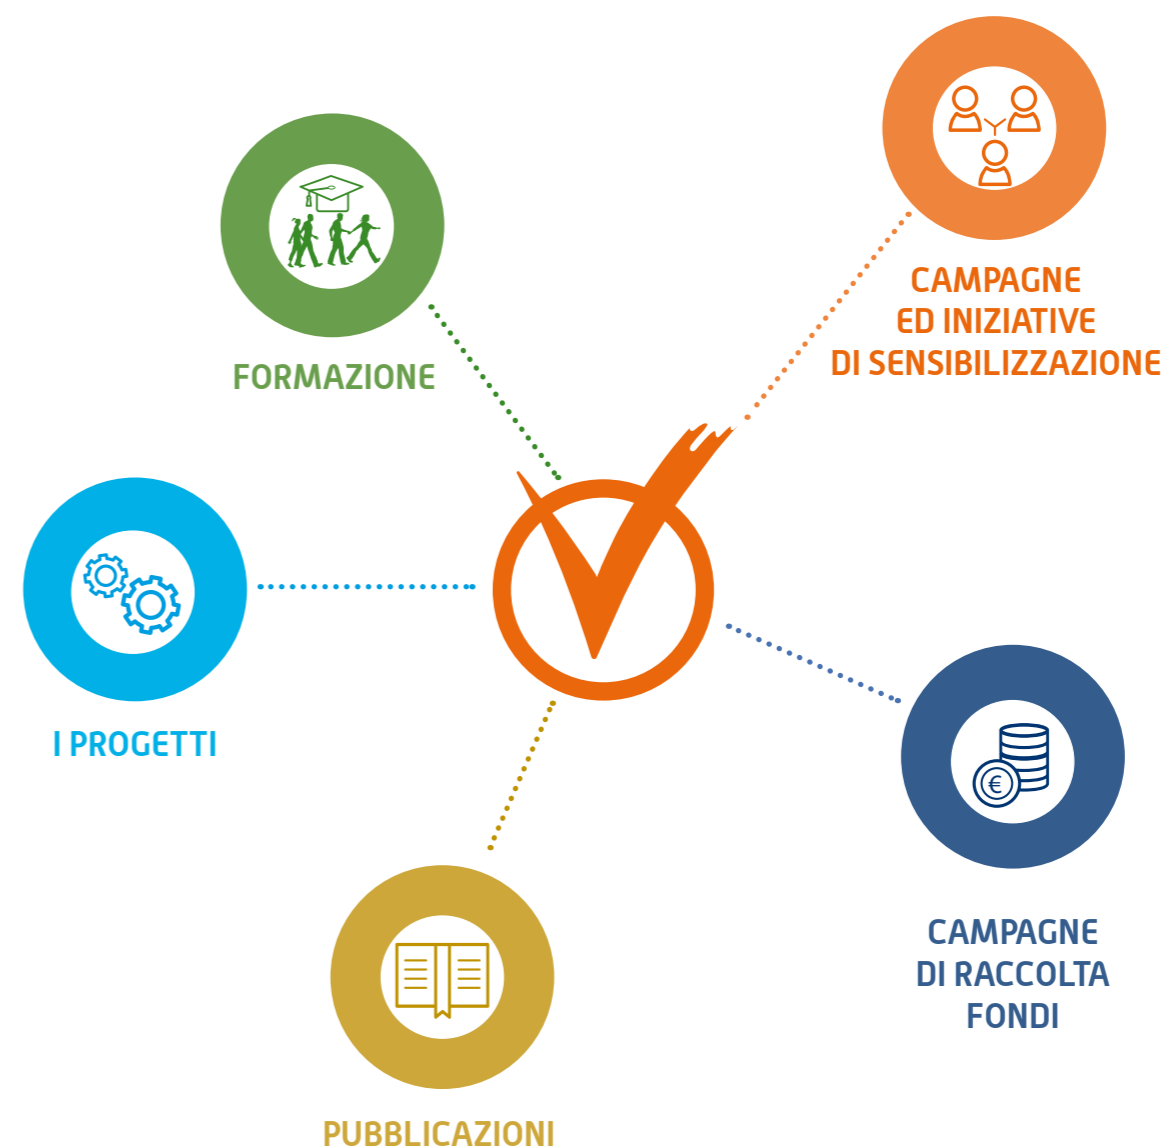 CAMPAGNE
ED INIZIATIVE
DI SENSIBILIZZAZIONE
FORMAZIONE
I PROGETTI
€
CAMPAGNE
DI RACCOLTA
FONDI
PUBBLICAZIONI